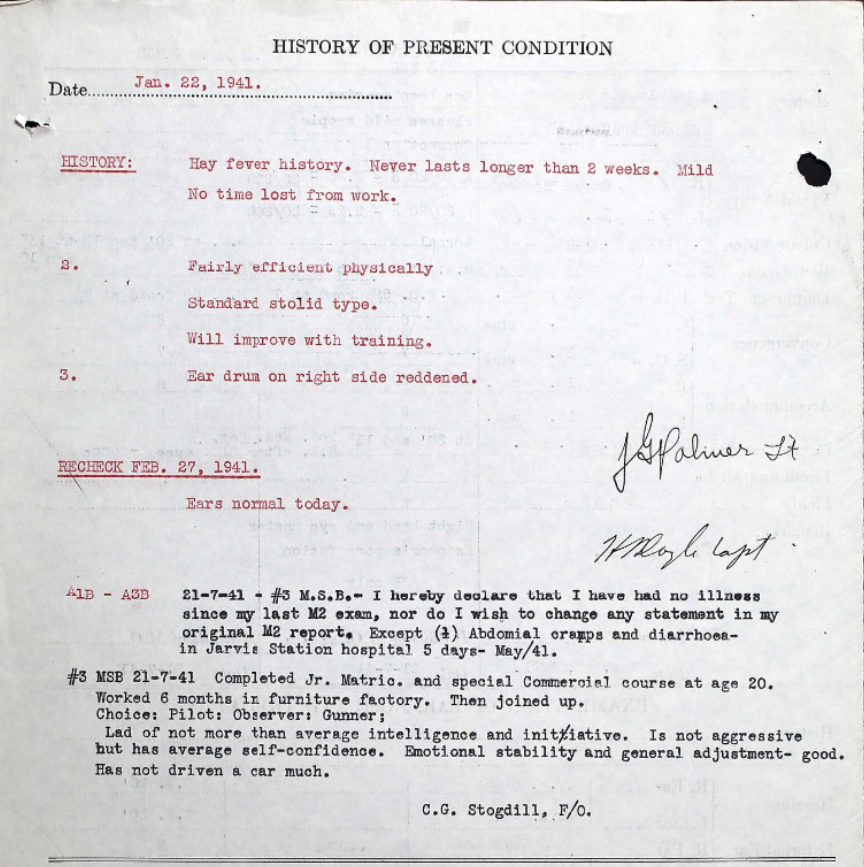 HISTORY OF PRESENT CONDITION
Date Jan. 22, 1941.
HISTORY: Hay fever history. Never lasts longer than 2 weeks. Mild
No time lost from work.
2. Fairly efficient physically
Standard stolid type.
Will improve with training.
3. Ear drum on right side reddened.
JGPalmer Lt
RECHECK FEB. 27, 1941.
Ears normal today.
Doyle Capt
A1B - A3B 21-7-41 - #3 M.S.B.- I hereby declare that I have had no illness
since my last M2 exam, nor do I wish to change any statement in my
original M2 report. Except (1) Abdomial cramps and diarrhoea-
in Jarvis Station hospital 5 days- May/41.
#3 MSB 21-7-41 Completed Jr. Matric. and special Commercial course at age 20.
Worked 6 months in furniture factory. Then joined up.
Choice: Pilot: Observer: Gunner;
Lad of not more than average intelligence and initiative. Is not aggressive
but has average self-confidence. Emotional stability and general adjustment- good.
Has not driven a car much.
C.G. Stogdill, F/O.